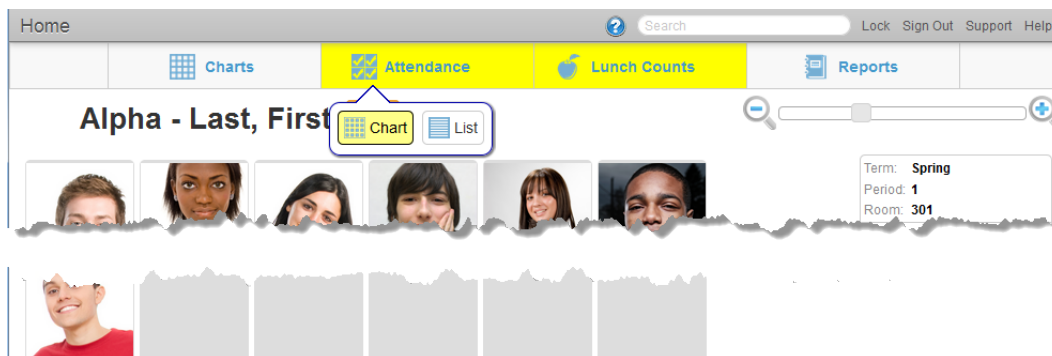 Home Search Lock Sign Out Support Help
Charts Attendance Lunch Counts Reports
Alpha - Last, First
Chart List
Term: Spring
Period: 1
Room: 301